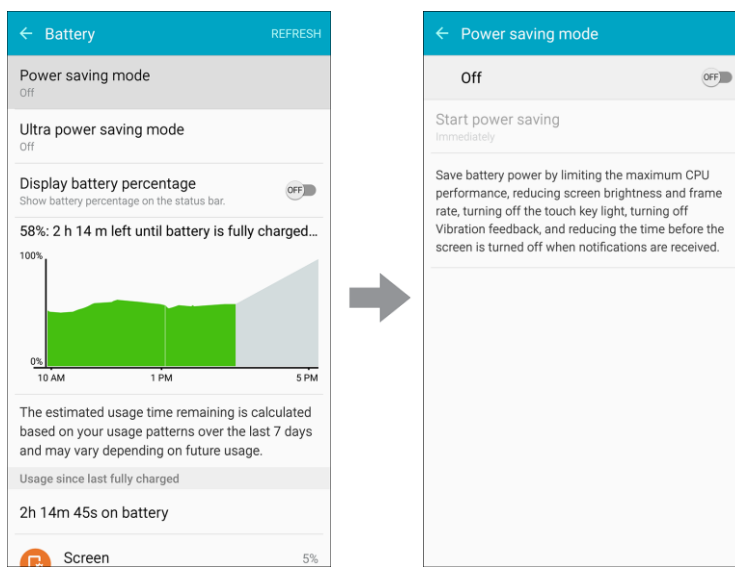 Battery REFRESH
Power saving mode
Off
Ultra power saving mode
Off
Display battery percentage OFF
Show battery percentage on the status bar.
58%: 2 h 14 m left until battery is fully charged...
100%
0%
10 AM 1 PM 5 PM
The estimated usage time remaining is calculated
based on your usage patterns over the last 7 days
and may vary depending on future usage.
Usage since last fully charged
2h 14m 45s on battery
Screen 5%
Power saving mode
Off OFF
Start power saving
Immediately
Save battery power by limiting the maximum CPU
performance, reducing screen brightness and frame
rate, turning off the touch key light, turning off
Vibration feedback, and reducing the time before the
screen is turned off when notifications are received.